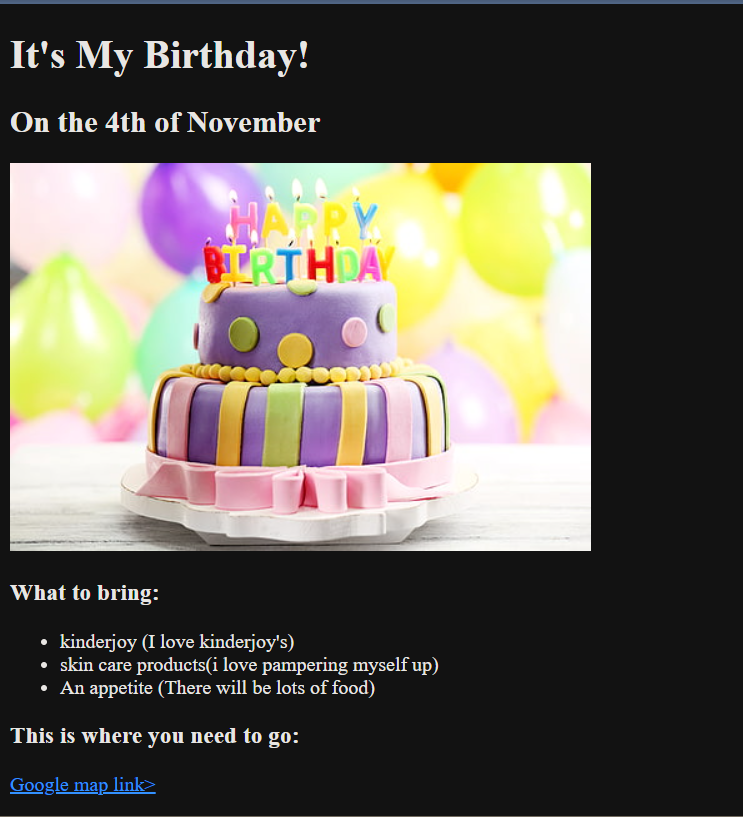 It's My Birthday!
On the 4th of November
HAPPY
BIRTHDAY
What to bring:
kinderjoy (I love kinderjoy's)
skin care products(i love pampering myself up)
An appetite (There will be lots of food)
This is where you need to go:
Google map link>